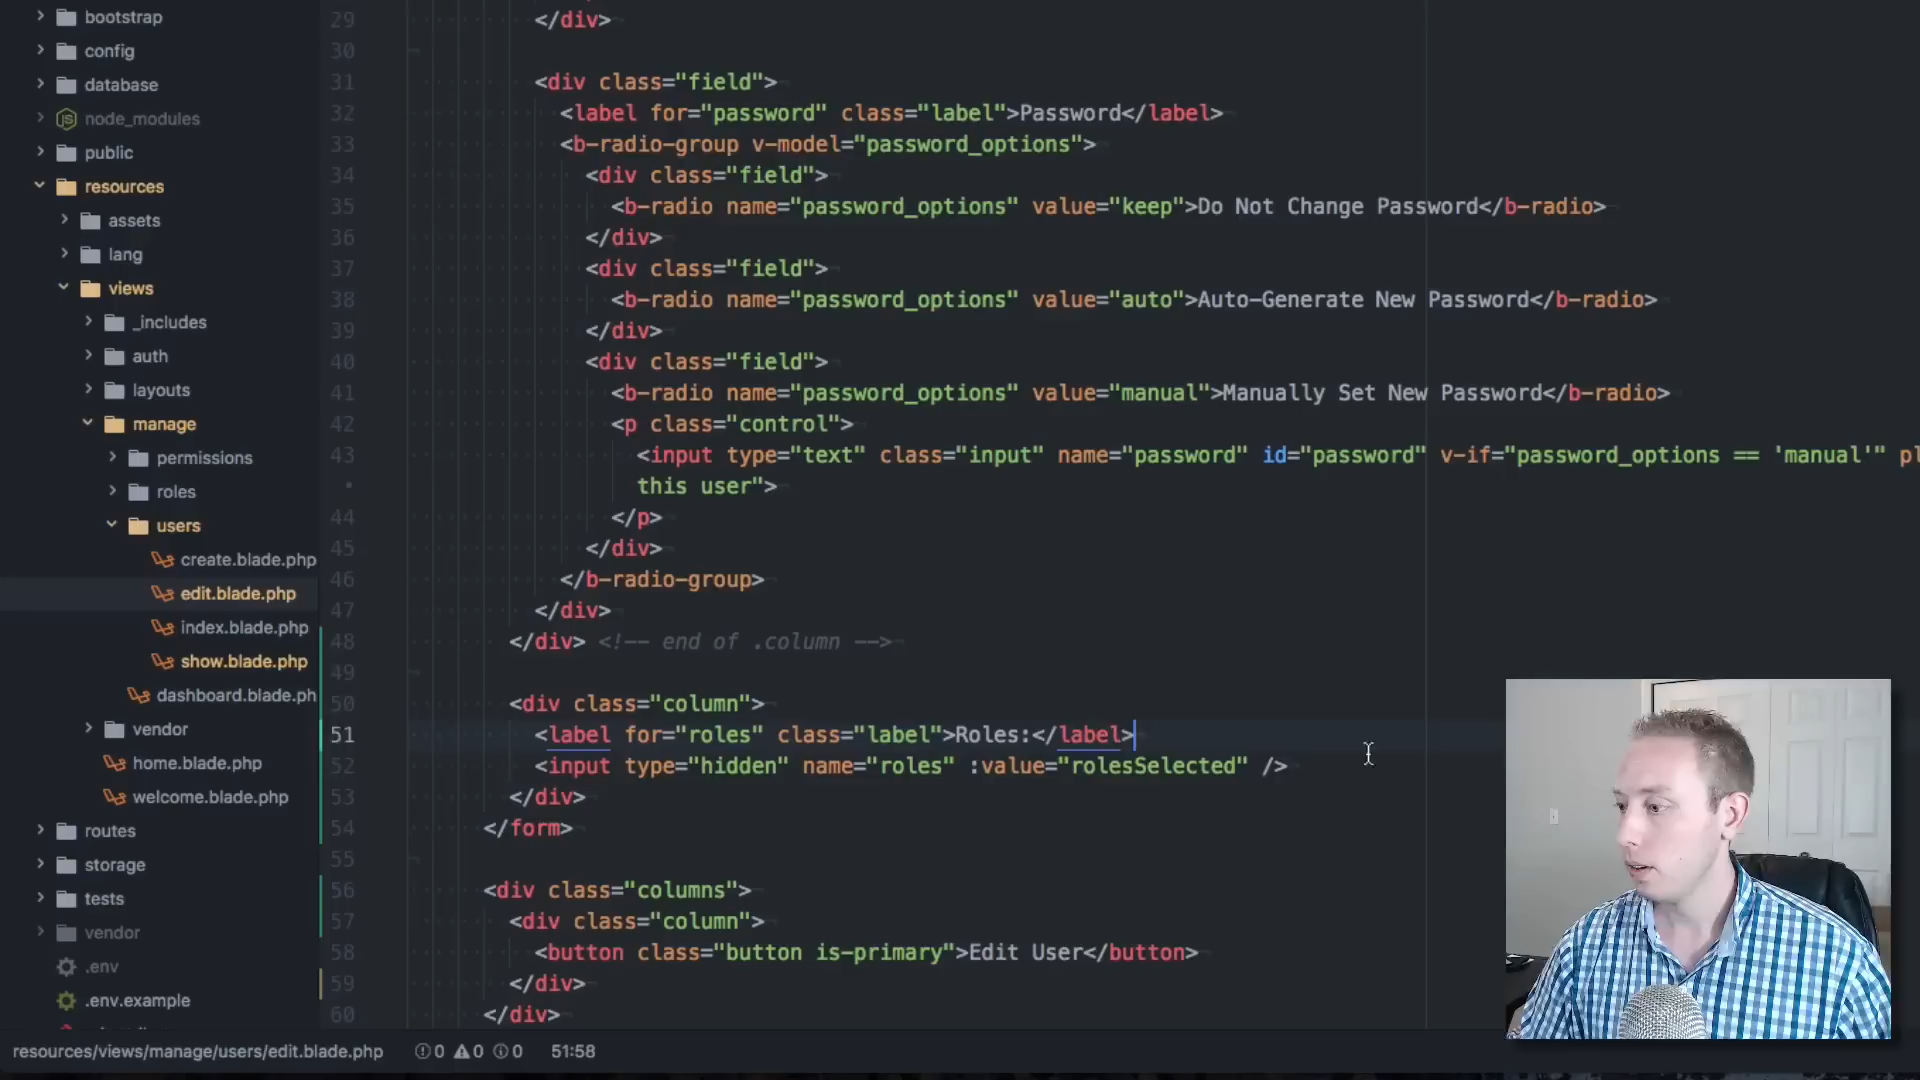 bootstrap
config
database
node_modules
public
resources
assets
lang
views
_includes
auth
layouts
manage
permissions
roles
users
create.blade.php
edit.blade.php
index.blade.php
show.blade.php
dashboard.blade.ph
vendor
home.blade.php
welcome.blade.php
routes
storage
tests
vendor
.env
.env.example
29 </div>
30
31 <div class="field">
32 <label for="password" class="label">Password</label>
33 <b-radio-group v-model="password_options">
34 <div class="field">
35 <b-radio name="password_options" value="keep">Do Not Change Password</b-radio>
36 </div>
37 <div class="field">
38 <b-radio name="password_options" value="auto">Auto-Generate New Password</b-radio>
39 </div>
40 <div class="field">
41 <b-radio name="password_options" value="manual">Manually Set New Password</b-radio>
42 <p class="control">
43 <input type="text" class="input" name="password" id="password" v-if="password_options == 'manual'" pl
this user">
44 </p>
45 </div>
46 </b-radio-group>
47 </div>
48 </div> <!-- end of .column -->
49
50 <div class="column">
51 <label for="roles" class="label">Roles:</label>
52 <input type="hidden" name="roles" :value="rolesSelected" />
53 </div>
54 </form>
55
56 <div class="columns">
57 <div class="column">
58 <button class="button is-primary">Edit User</button>
59 </div>
60 </div>
resources/views/manage/users/edit.blade.php 0 0 0 51:58